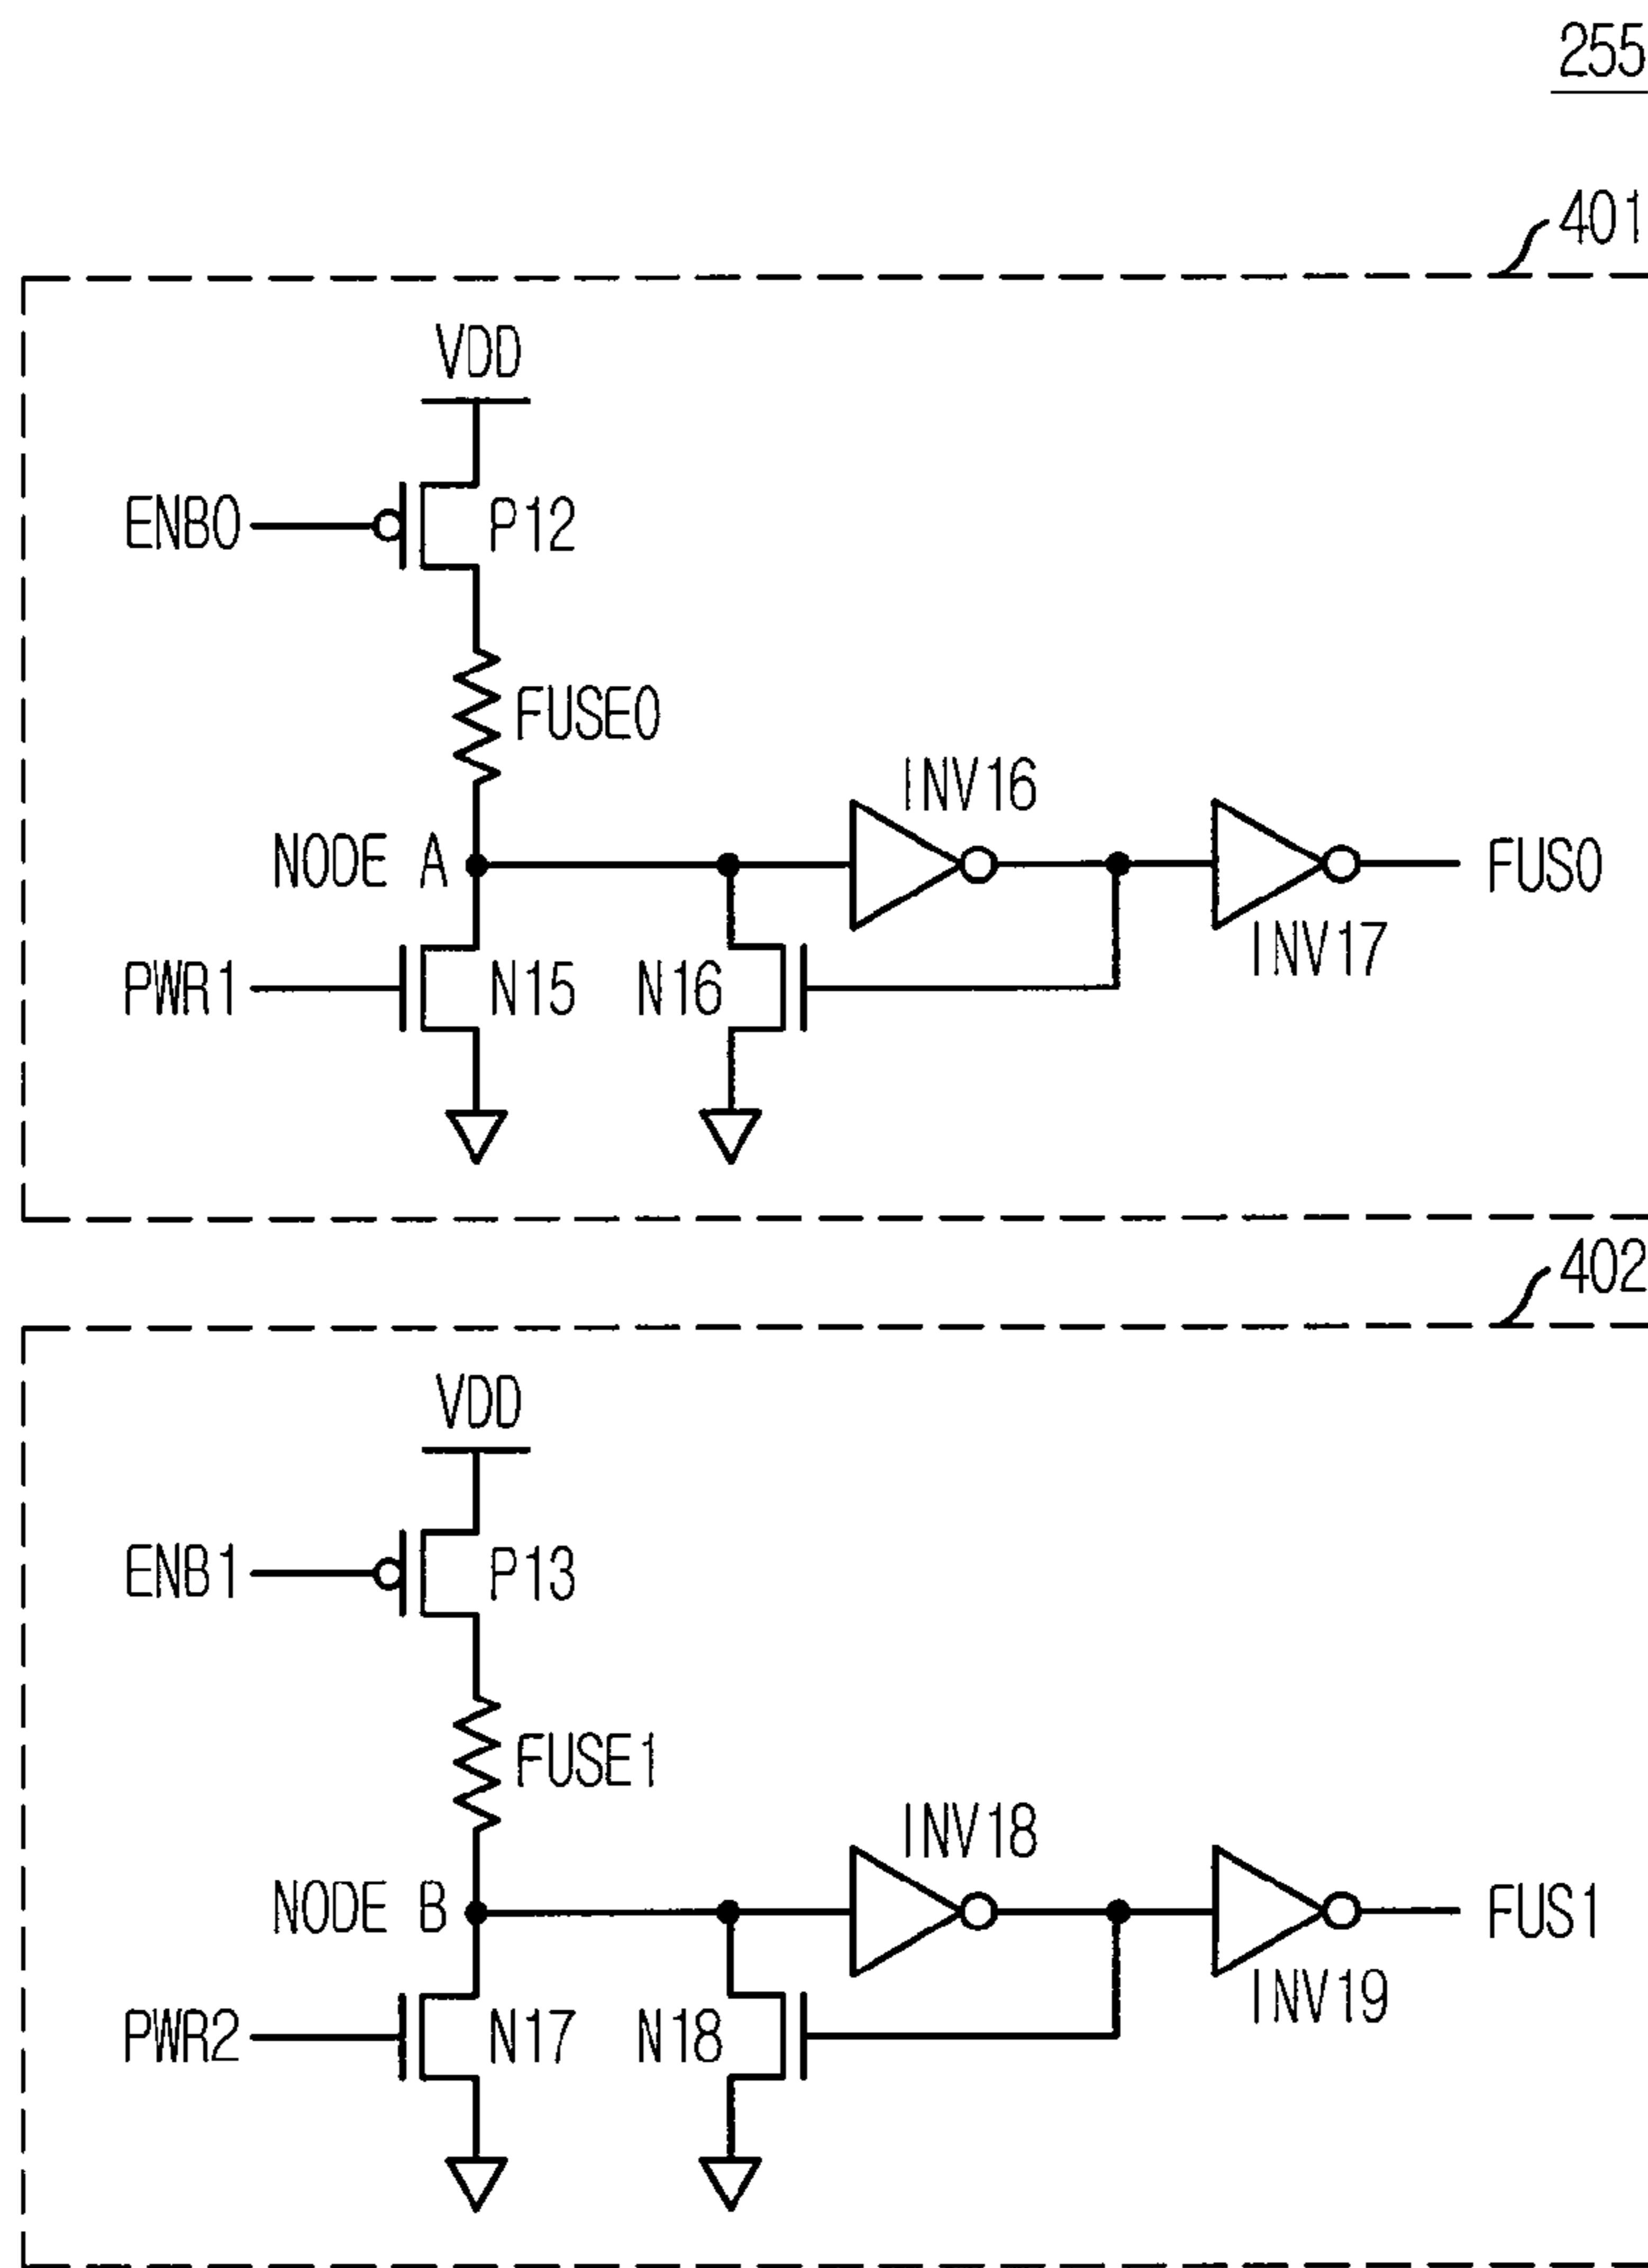 255
401
VDD
ENB0
P12
FUSE0
INV16
NODE A
FUS0
INV17
PWR1
N15
N16
402
VDD
ENB1
P13
FUSE1
INV18
NODE B
FUS1
INV19
PWR2
N17
N18